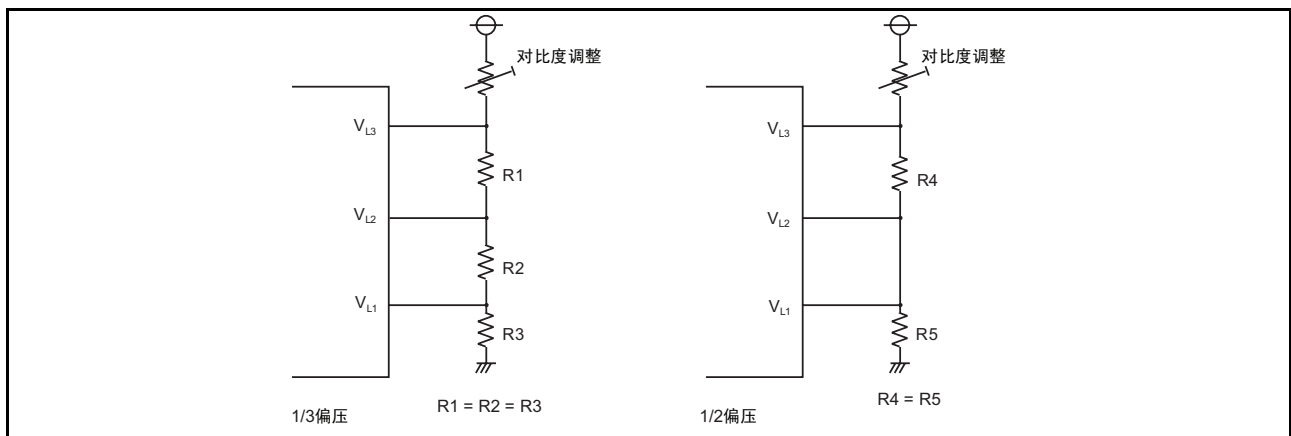 对比度调整
VL3
R1
VL2
R2
VL1
R3
R1 = R2 = R3
1/3偏压
对比度调整
VL3
R4
VL2
VL1
R5
R4 = R5
1/2偏压